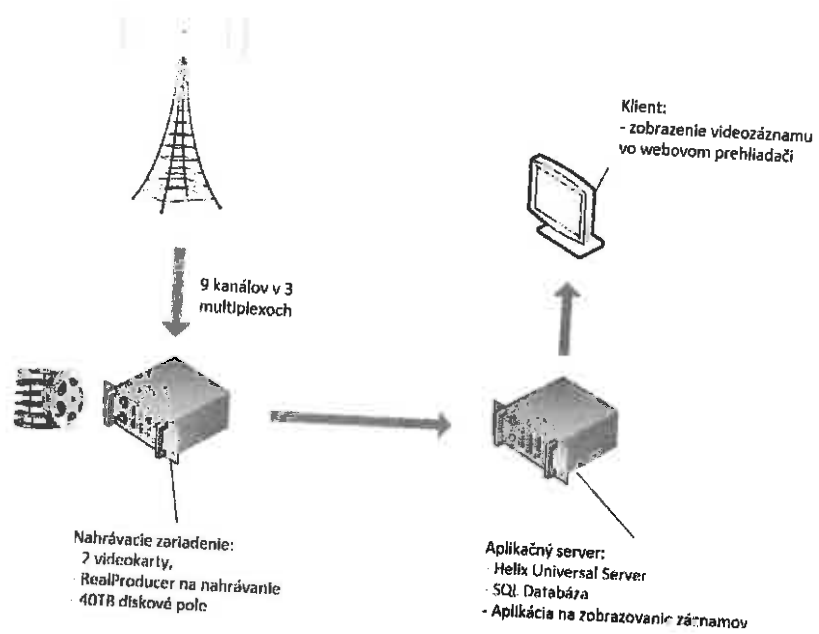 Klient:
- zobrazenie videozáznamu
vo webovom prehliadači
9 kanálov v 3
multiplexoch
Nahrávacie zariadenie:
2 videokarty,
- RealProducer na nahrávanie
- 40TB diskové pole
Aplikačný server:
- Helix Universal Server
- SQL Databáza
- Aplikácia na zobrazovanie záznamov